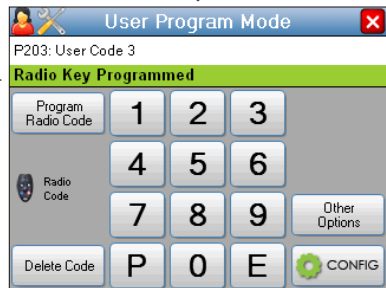 User Program Mode
P203: User Code 3
Radio Key Programmed
Program
Radio Code
1 2 3
4 5 6
Radio
Code
7 8 9
Other
Options
Delete Code
P 0 E
CONFIG